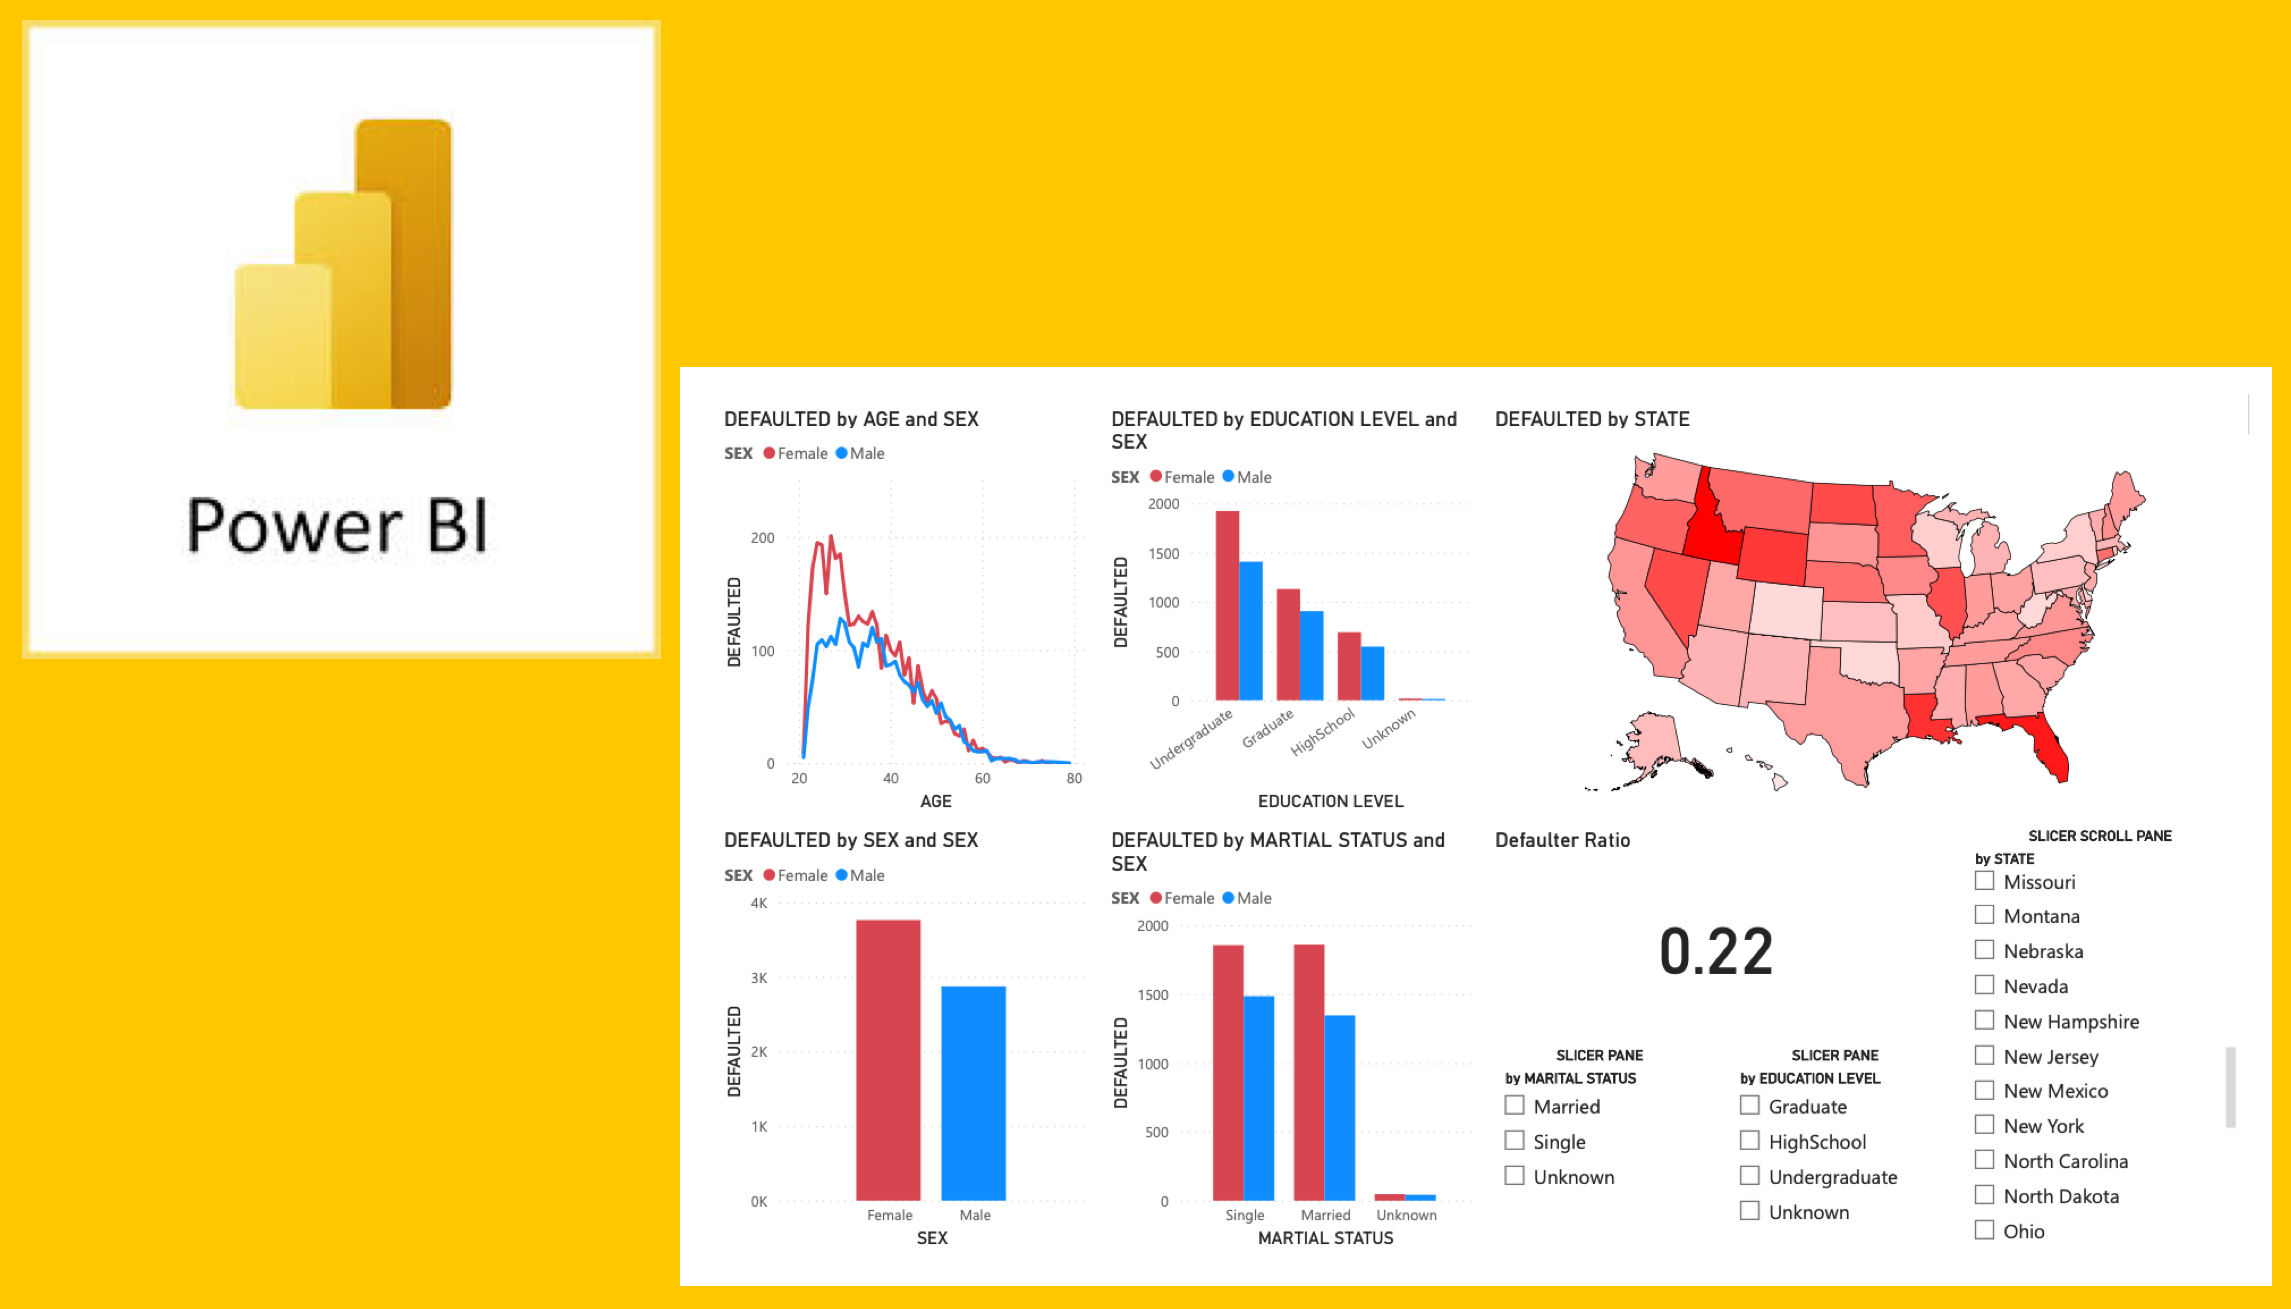 Power BI
DEFAULTED by AGE and SEX
SEX Female Male
200
100
0
20 40 60 80
DEFAULTED
AGE
DEFAULTED by EDUCATION LEVEL and
SEX
SEX Female Male
2000
1500
1000
500
0
DEFAULTED
Undergraduate
Graduate
HighSchool
Unknown
EDUCATION LEVEL
DEFAULTED by STATE
DEFAULTED by SEX and SEX
SEX Female Male
4K
3K
2K
1K
0K
DEFAULTED
Female Male
SEX
DEFAULTED by MARTIAL STATUS and
SEX
SEX Female Male
2000
1500
1000
500
0
DEFAULTED
Single Married Unknown
MARTIAL STATUS
Defaulter Ratio
0.22
SLICER PANE
by MARITAL STATUS
Married
Single
Unknown
SLICER PANE
by EDUCATION LEVEL
Graduate
HighSchool
Undergraduate
Unknown
SLICER SCROLL PANE
by STATE
Missouri
Montana
Nebraska
Nevada
New Hampshire
New Jersey
New Mexico
New York
North Carolina
North Dakota
Ohio